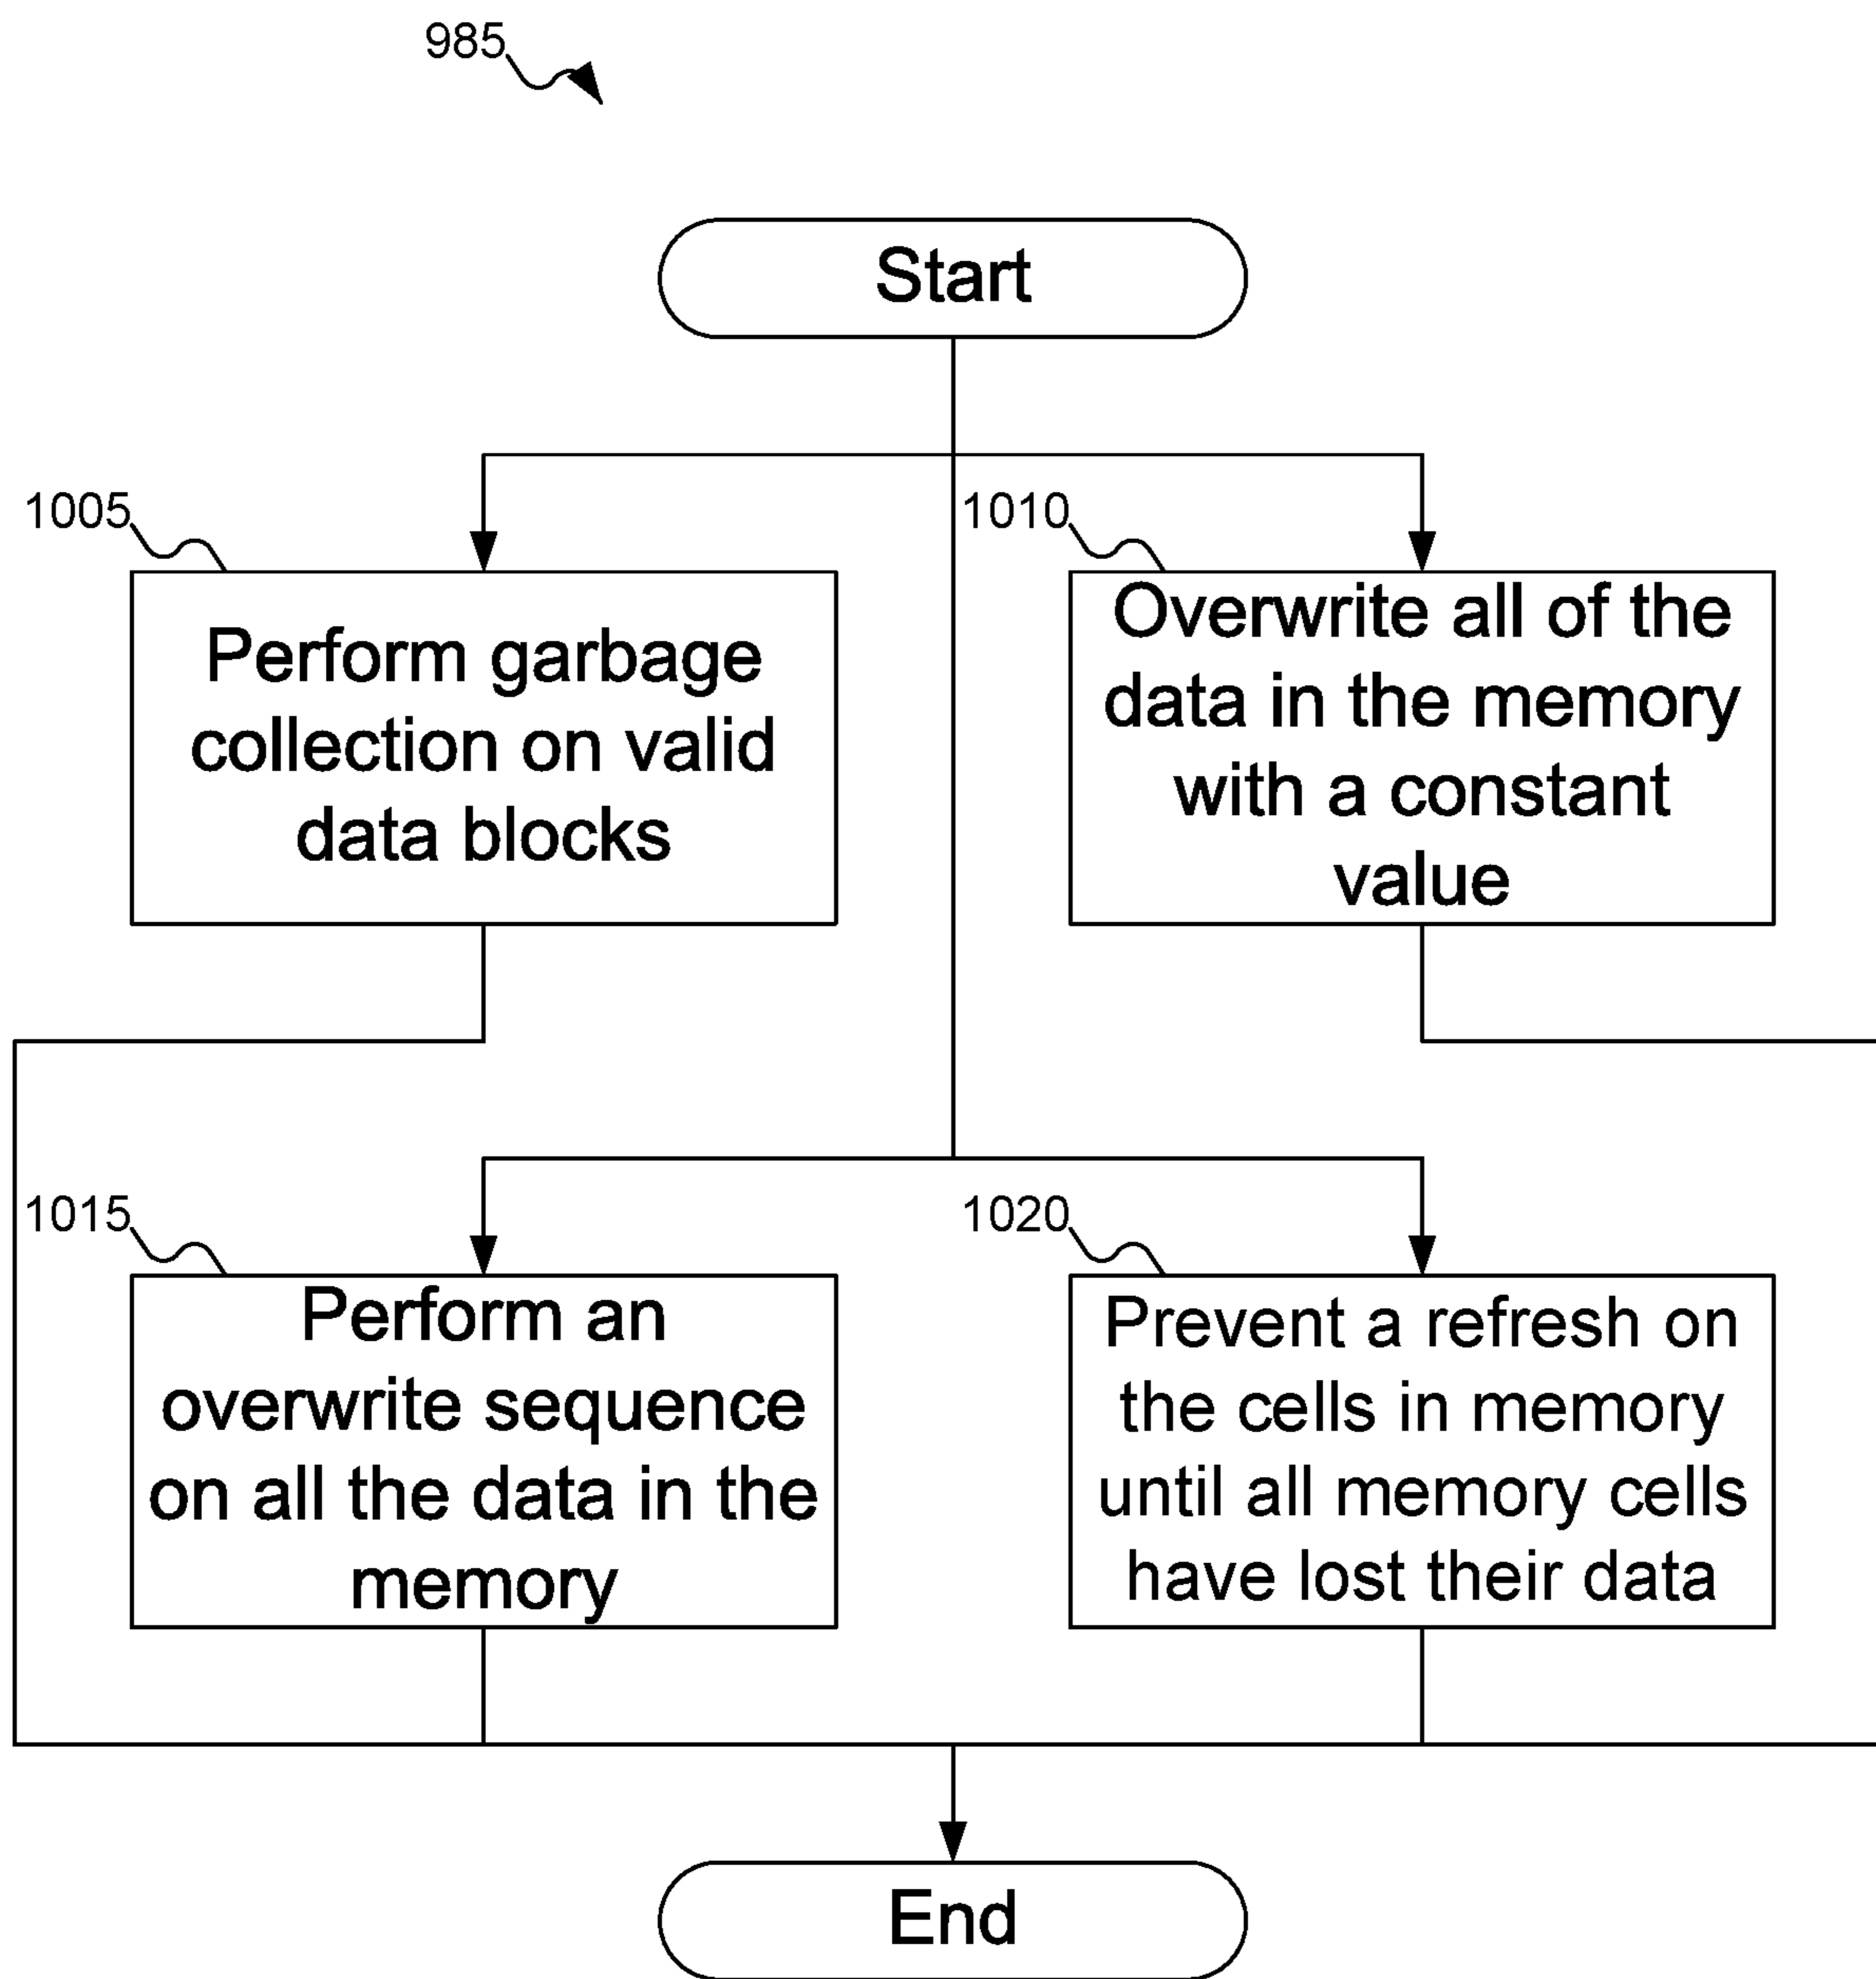 985
Start
1005
Perform garbage
collection on valid
data blocks
1010
Overwrite all of the
data in the memory
with a constant
value
1015
Perform an
overwrite sequence
on all the data in the
memory
1020
Prevent a refresh on
the cells in memory
until all memory cells
have lost their data
End